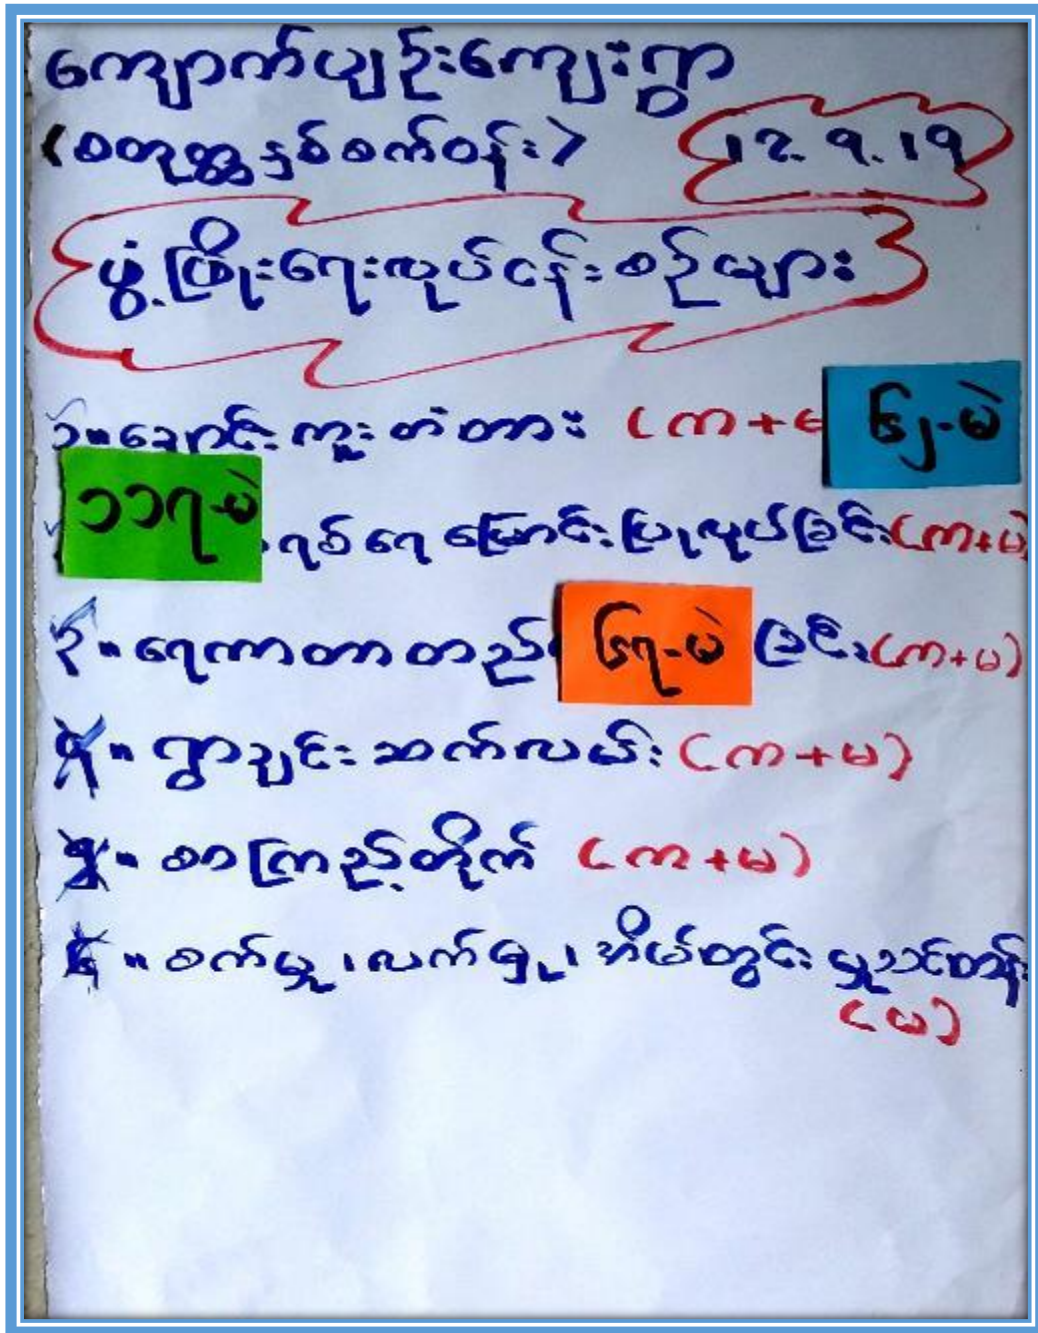 ကျောက်ပျဉ်းကျေးရွာ
(စတုတ္ထနှစ်စက်ဝန်း) 12.9.19
ဖွံ့ဖြိုးရေးလုပ်ငန်းစဉ်များ
၁။ ချောင်းကူးတံတား (က+ ၆၂-မဲ
၁၁၇-မဲ ရစ်ရေမြောင်းပြုလုပ်ခြင်း(က+မ)
၃။ ရေကာတာတည် ၆၇-မဲ ခြင်း(က+မ)
၄။ ရွာချင်းဆက်လမ်း(က+မ)
၅။ စာကြည့်တိုက် (က+မ)
၆။ စက်မှု၊လက်မှု၊အိမ်တွင်းမှုသင်တန်း
(မ)